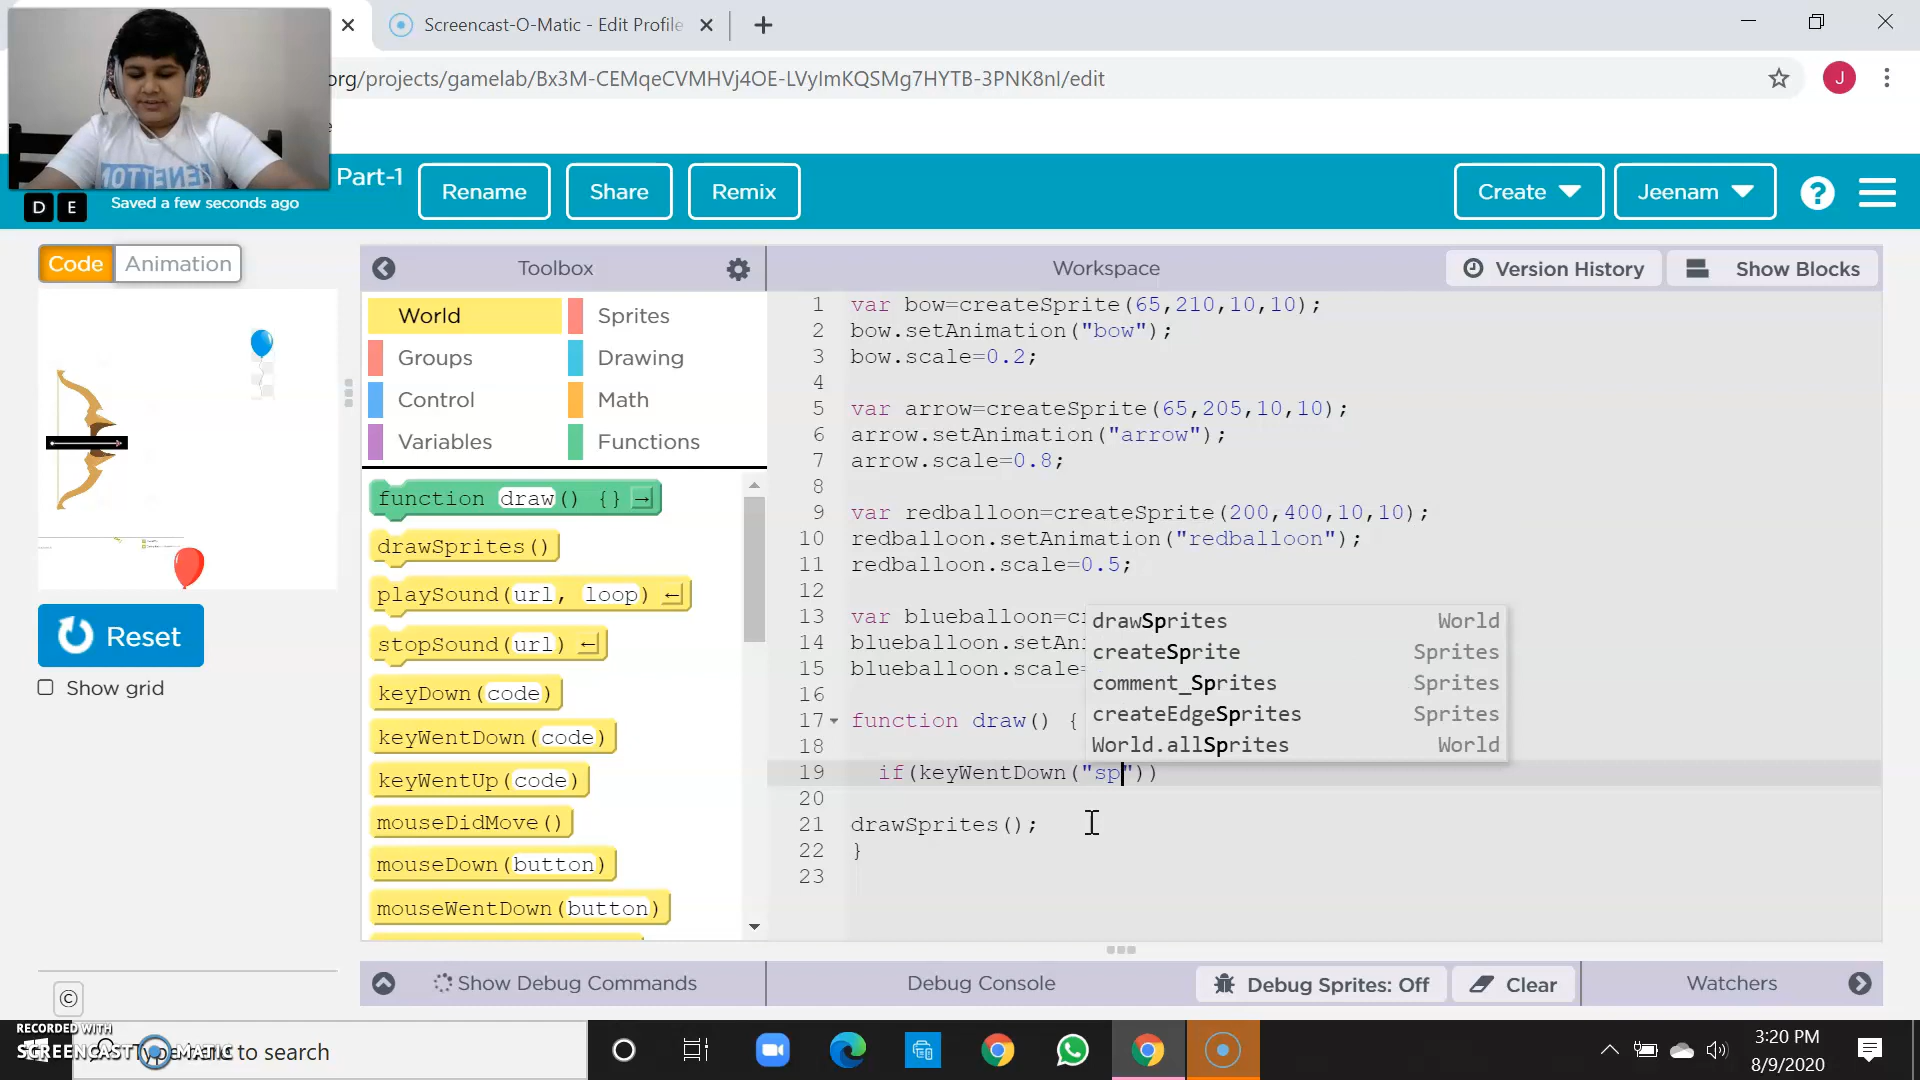 Screencast-O-Matic - Edit Profile
org/projects/gamelab/Bx3M-CEMqeCVMHVj4OE-LVyImKQSMg7HYTB-3PNK8nI/edit
J
Part-1
Rename
Share
Remix
Create
Jeenam
?
D E
Saved a few seconds ago
Code
Animation
Toolbox
Workspace
Version History
Show Blocks
World
Sprites
Groups
Drawing
Control
Math
Variables
Functions
function draw() {}
drawSprites()
playSound(url, loop)
stopSound(url)
keyDown(code)
keyWentDown(code)
keyWentUp(code)
mouseDidMove()
mouseDown(button)
mouseWentDown(button)
Reset
Show grid
1 var bow=createSprite(65,210,10,10);
2 bow.setAnimation("bow");
3 bow.scale=0.2;
4
5 var arrow=createSprite(65,205,10,10);
6 arrow.setAnimation("arrow");
7 arrow.scale=0.8;
8
9 var redballoon=createSprite(200,400,10,10);
10 redballoon.setAnimation("redballoon");
11 redballoon.scale=0.5;
12
13 var blueballoon=c
14 blueballoon.setAni
15 blueballoon.scale=
16
17 function draw() {
18
19 if(keyWentDown("sp"))
20
21 drawSprites();
22 }
23
drawSprites World
createSprite Sprites
comment_Sprites Sprites
createEdgeSprites Sprites
World.allSprites World
©
Show Debug Commands
Debug Console
Debug Sprites: Off
Clear
Watchers
RECORDED WITH
SCREENCAST MATIC
Type here to search
3:20 PM
8/9/2020